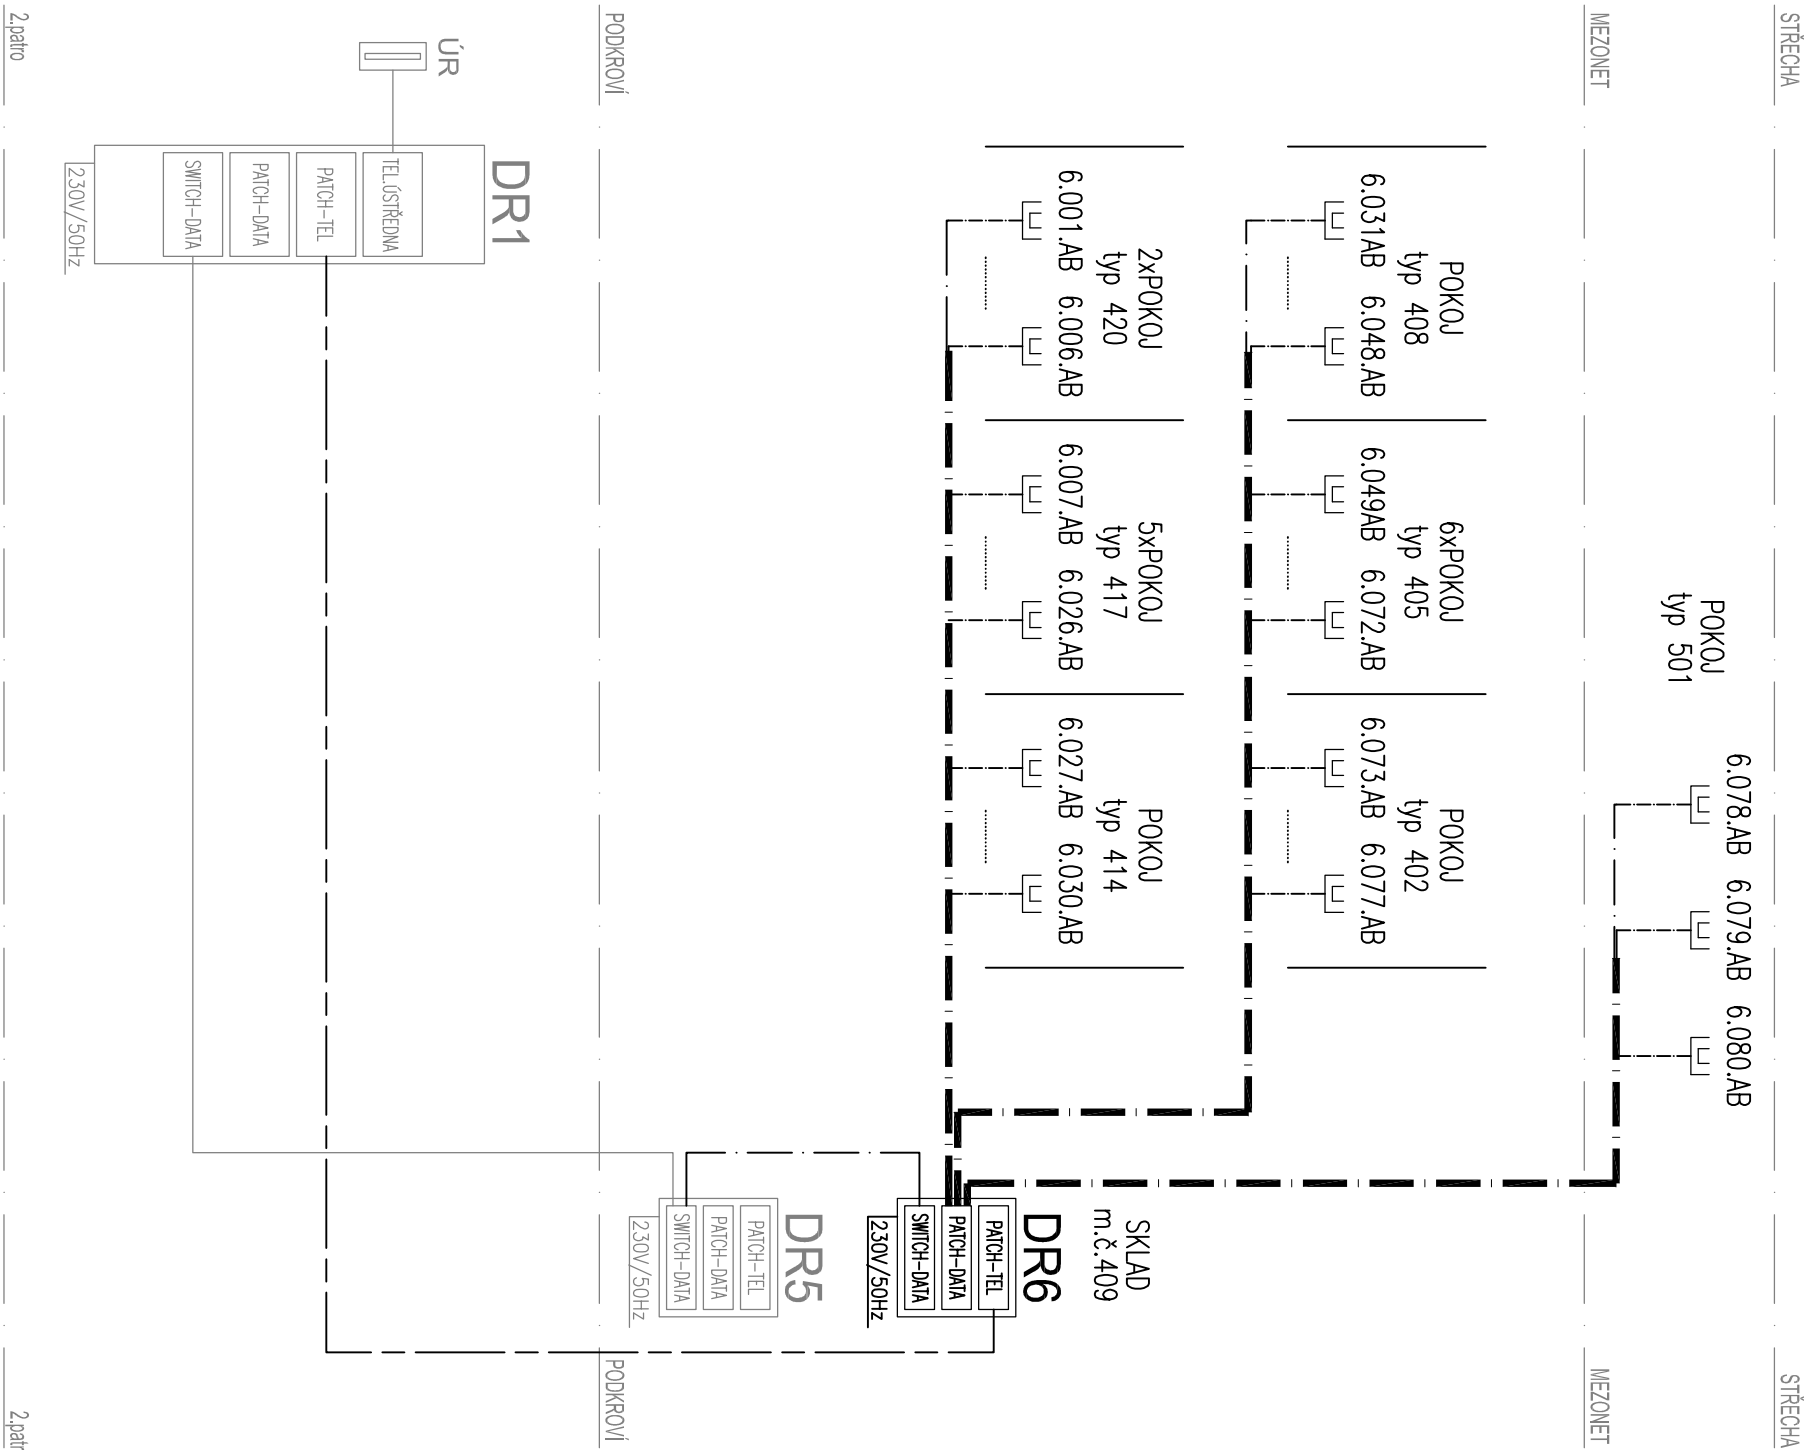 STŘECHA
STŘECHA
MEZONET
MEZONET
POKOJ
typ 501
6.078.AB 6.079.AB 6.080.AB
POKOJ
typ 408
6.031AB 6.048.AB
6xPOKOJ
typ 405
6.049AB 6.072.AB
POKOJ
typ 402
6.073.AB 6.077.AB
2xPOKOJ
typ 420
6.001.AB 6.006.AB
5xPOKOJ
typ 417
6.007.AB 6.026.AB
POKOJ
typ 414
6.027.AB 6.030.AB
SKLAD
m.č.409
DR6
PATCH-TEL
PATCH-DATA
SWITCH-DATA
230V/50Hz
DR5
PATCH-TEL
PATCH-DATA
SWITCH-DATA
230V/50Hz
PODKROVÍ
PODKROVÍ
DR1
ÚR
TEL.ÚSTŘEDNA
PATCH-TEL
PATCH-DATA
SWITCH-DATA
230V/50Hz
2.patro
2.patr